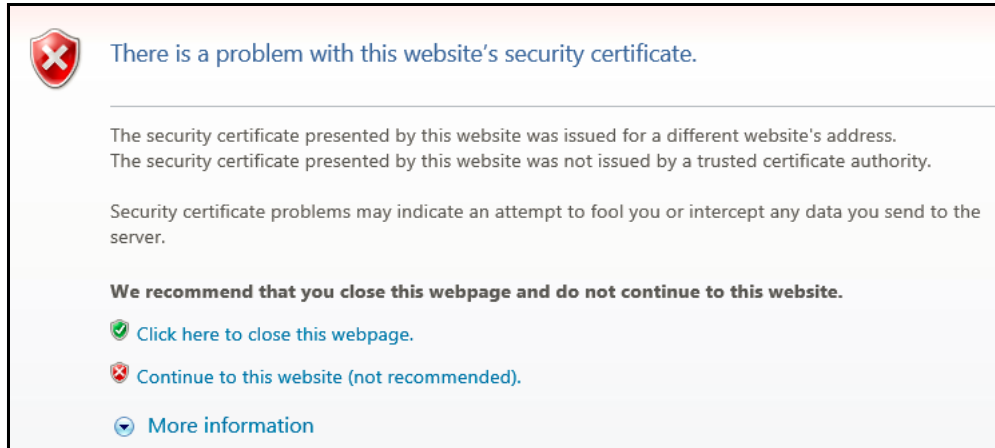 There is a problem with this website’s security certificate.
The security certificate presented by this website was issued for a different website's address.
The security certificate presented by this website was not issued by a trusted certificate authority.
Security certificate problems may indicate an attempt to fool you or intercept any data you send to the
server.
We recommend that you close this webpage and do not continue to this website.
Click here to close this webpage.
Continue to this website (not recommended).
More information